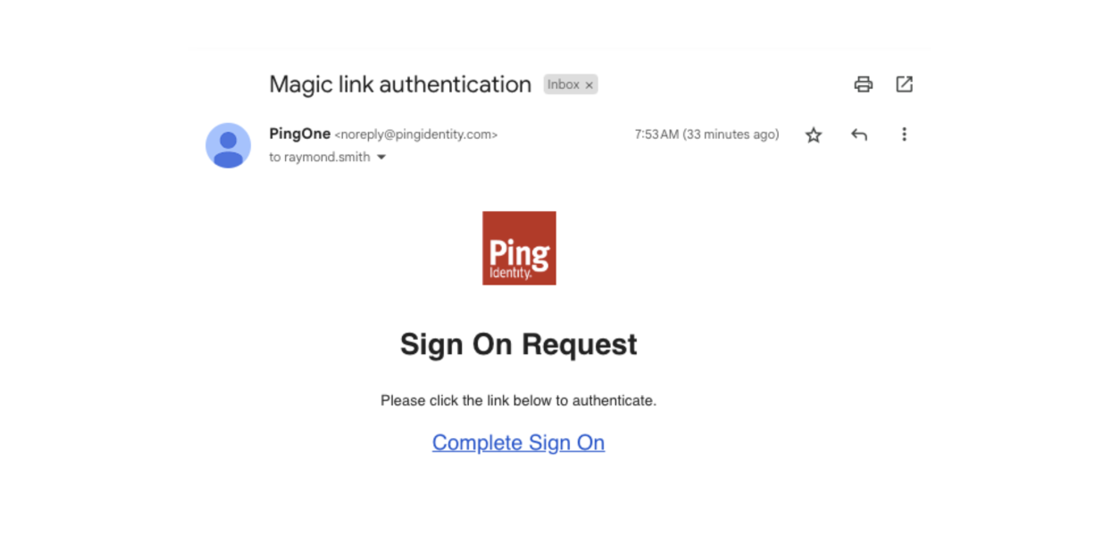 Magic link authentication Inbox ×
PingOne <noreply@pingidentity.com> 7:53 AM (33 minutes ago)
to raymond.smith
Ping
Identity.
Sign On Request
Please click the link below to authenticate.
Complete Sign On